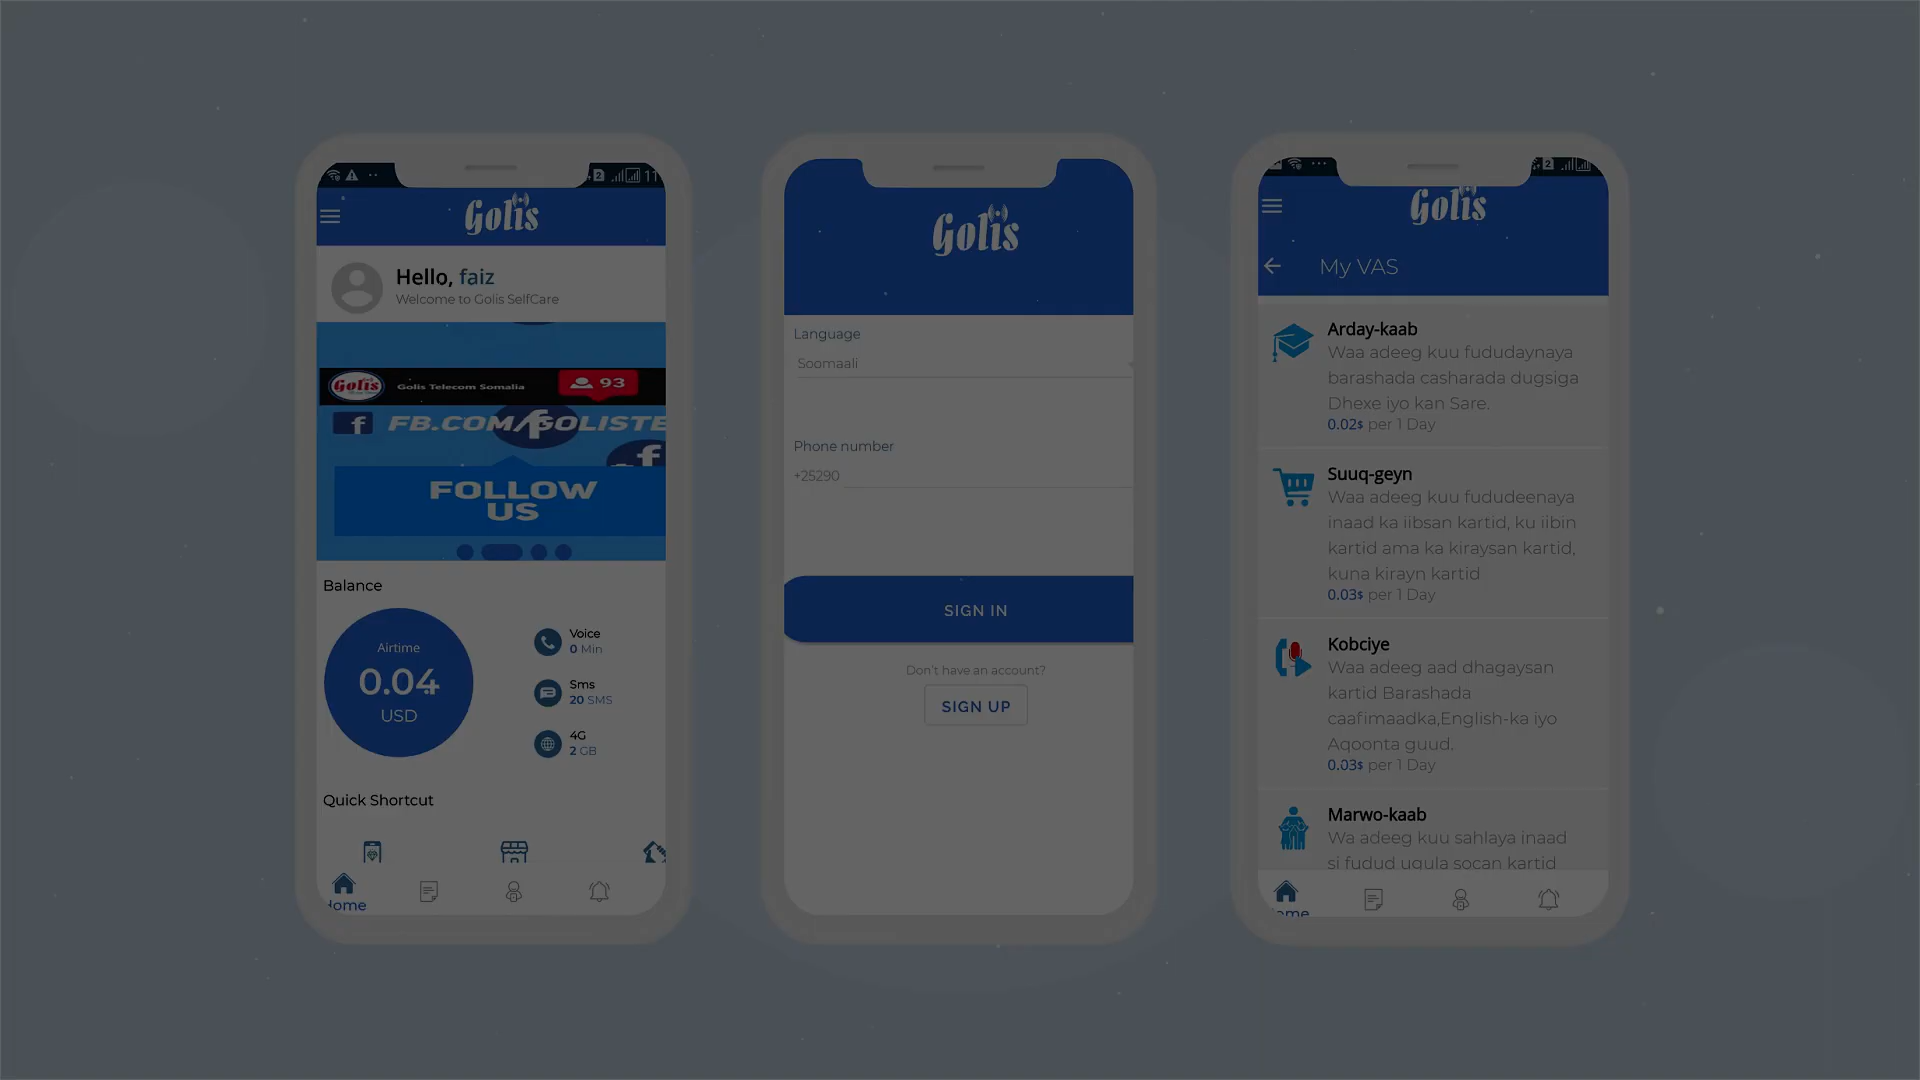 Golis
Hello, faiz
Welcome to Golis SelfCare
Golis
Golis Telecom Somalia
93
FB.COM/GOLISTE
FOLLOW
US
Balance
Airtime
0.04
USD
Voice
0 Min
Sms
20 SMS
4G
2 GB
Quick Shortcut
Home
Golis
Language
Soomaali
Phone number
+25290
SIGN IN
Don't have an account?
SIGN UP
2
Golis
My VAS
Arday-kaab
Waa adeeg kuu fududaynaya
barashada casharada dugsiga
Dhexe iyo kan Sare.
0.02$ per 1 Day
Suuq-geyn
Waa adeeg kuu fududeenaya
inaad ka iibsan kartid, ku iibin
kartid ama ka kiraysan kartid,
kuna kirayn kartid
0.03$ per 1 Day
Kobciye
Waa adeeg aad dhagaysan
kartid Barashada
caafimaadka,English-ka iyo
Aqoonta guud.
0.03$ per 1 Day
Marwo-kaab
Wa adeeg kuu sahlaya inaad
si fudud ugula socan kartid